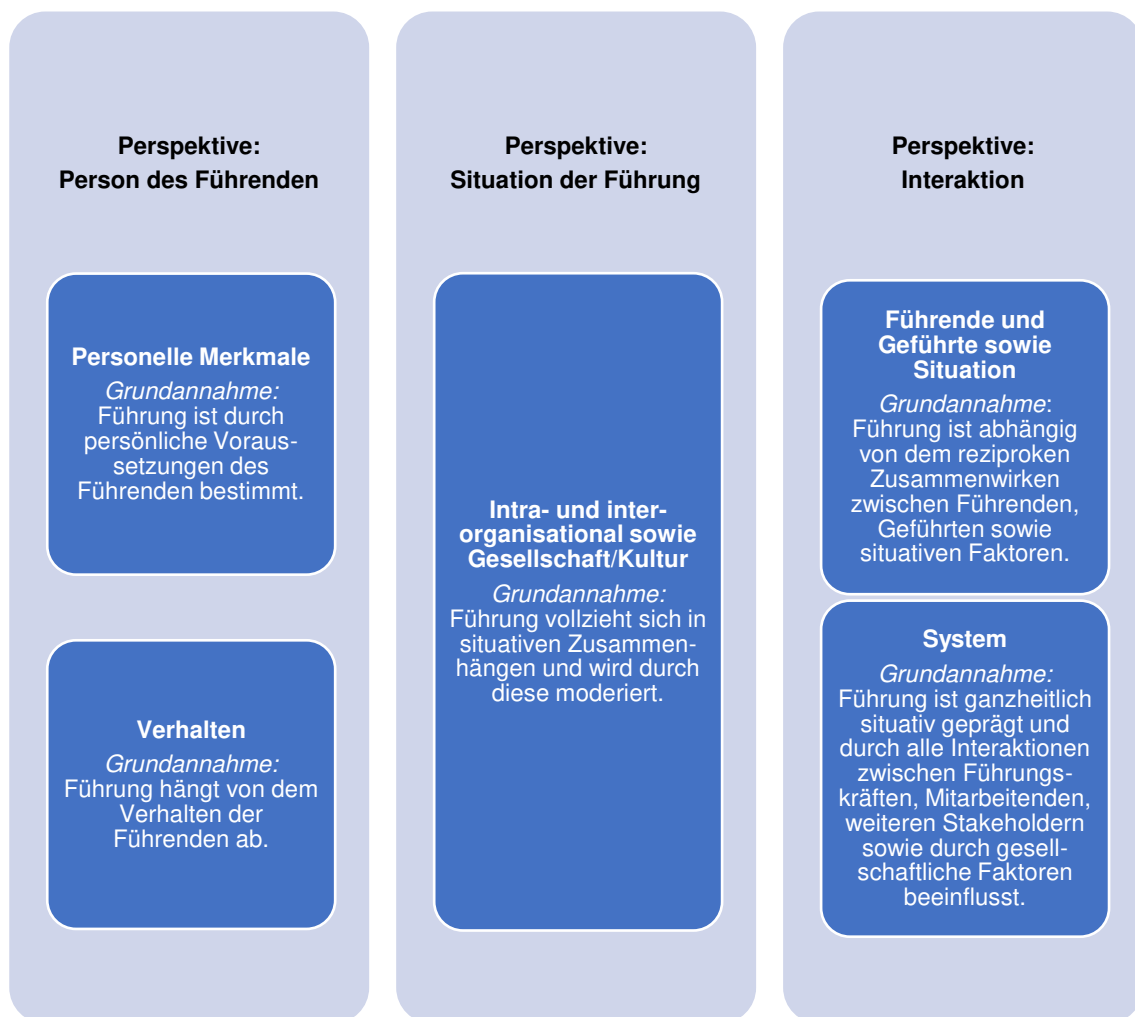 Perspektive:
Person des Führenden
Personelle Merkmale
Grundannahme:
Führung ist durch
persönliche Voraus-
setzungen des
Führenden bestimmt.
Verhalten
Grundannahme:
Führung hängt von dem
Verhalten der
Führenden ab.
Perspektive:
Situation der Führung
Intra- und inter-
organisational sowie
Gesellschaft/Kultur
Grundannahme:
Führung vollzieht sich in
situativen Zusammen-
hängen und wird durch
diese moderiert.
Perspektive:
Interaktion
Führende und
Geführte sowie
Situation
Grundannahme:
Führung ist abhängig
von dem reziproken
Zusammenwirken
zwischen Führenden,
Geführten sowie
situativen Faktoren.
System
Grundannahme:
Führung ist ganzheitlich
situativ geprägt und
durch alle Interaktionen
zwischen Führungs-
kräften, Mitarbeitenden,
weiteren Stakeholdern
sowie durch gesell-
schaftliche Faktoren
beeinflusst.